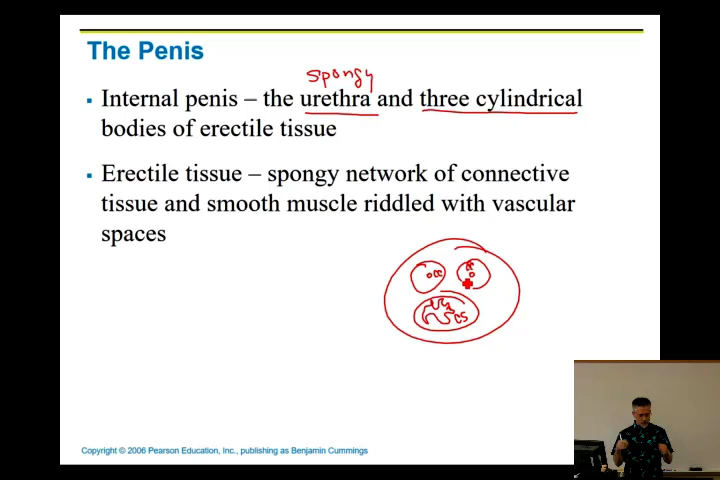 The Penis
spongy
Internal penis – the urethra and three cylindrical
bodies of erectile tissue
Erectile tissue – spongy network of connective
tissue and smooth muscle riddled with vascular
spaces
cc
cc
cs
Copyright © 2006 Pearson Education, Inc., publishing as Benjamin Cummings